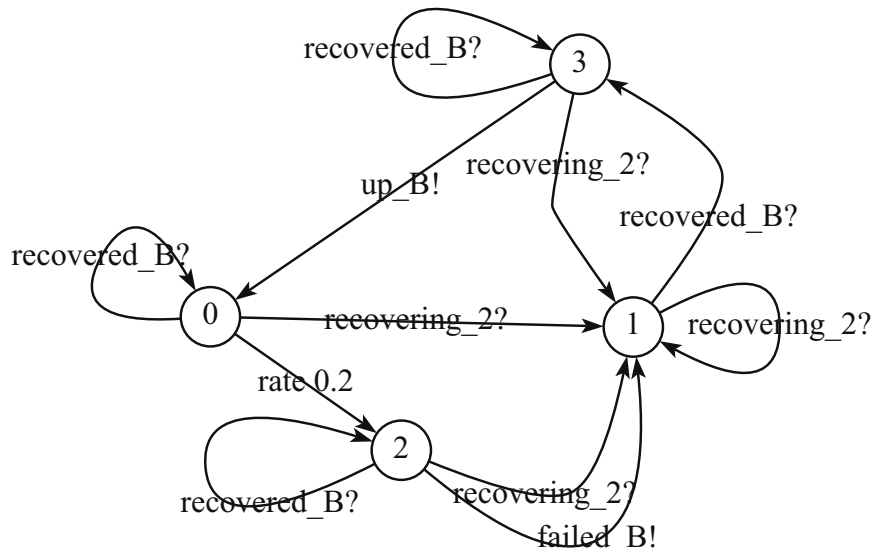 recovered_B?
3
recovering_2?
up_B!
recovered_B?
recovered_B?
0
recovering_2?
1
recovering_2?
rate 0.2
2
recovered_B?
recovering_2?
failed_B!